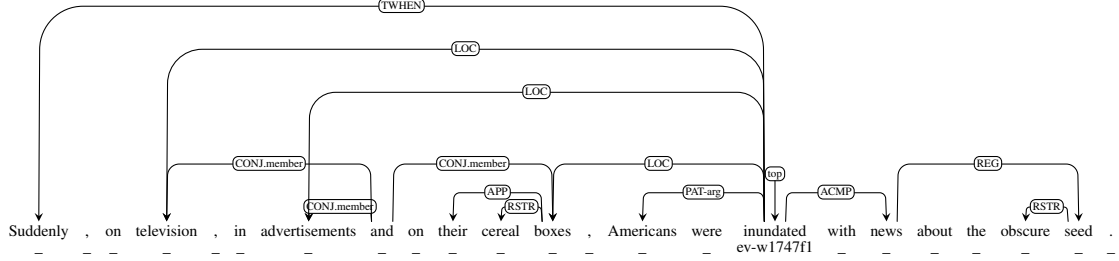 TWHEN
LOC
LOC
CONJ.member CONJ.member LOC top REG
CONJ.member APP RSTR PAT-arg ACMP RSTR
Suddenly , on television , in advertisements and on their cereal boxes , Americans were inundated with news about the obscure seed .
_ _ _ _ _ _ _ _ _ _ _ _ _ _ _ ev-w1747f1 _ _ _ _ _ _ _